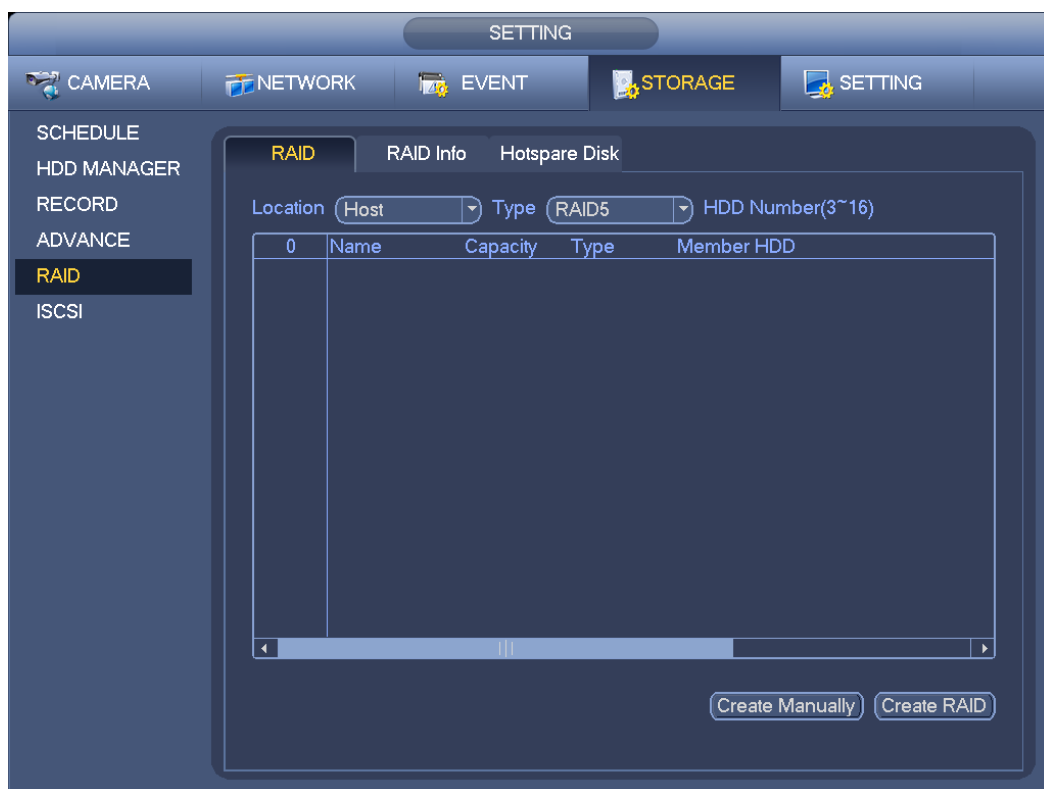 SETTING
CAMERA NETWORK EVENT STORAGE SETTING
SCHEDULE
HDD MANAGER
RECORD
ADVANCE
RAID
ISCSI
RAID RAID Info Hotspare Disk
Location Host Type RAID5 HDD Number(3~16)
0 Name Capacity Type Member HDD
Create Manually Create RAID